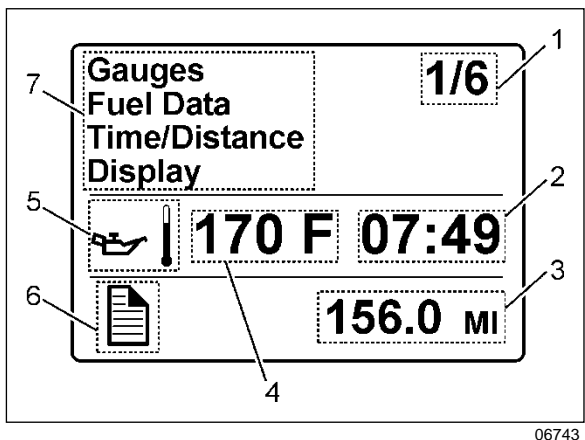 1
7
Gauges
1/6
Fuel Data
Time/Distance
Display
2
5
170 F 07:49
3
6
156.0 MI
4
06743